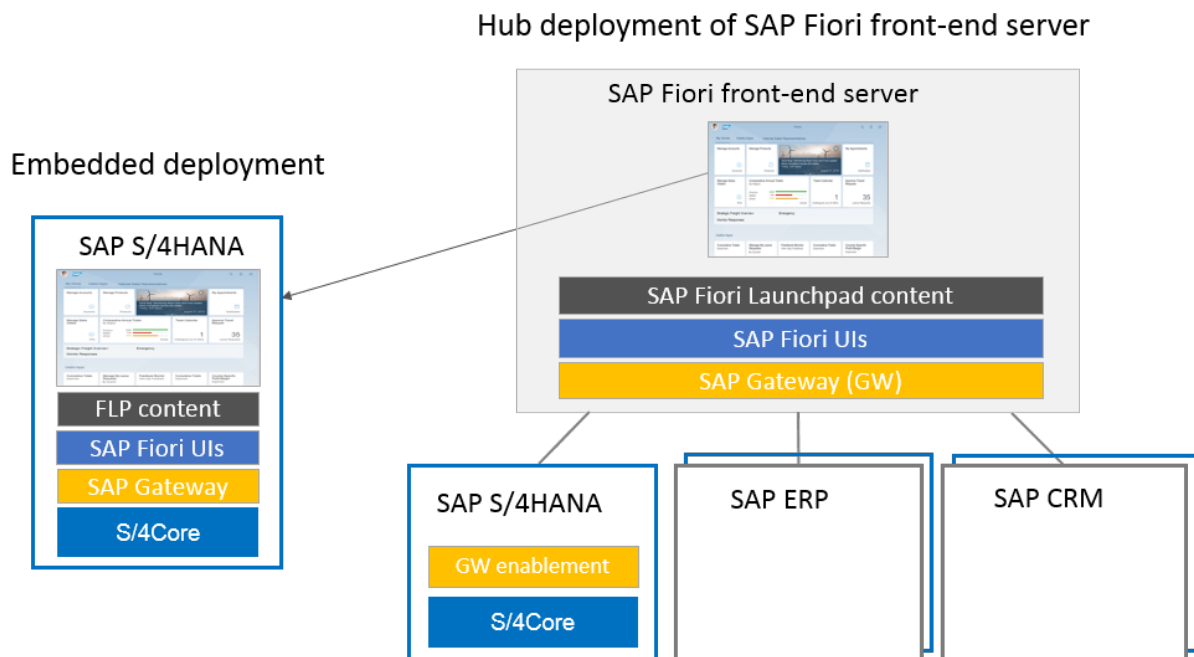 Hub deployment of SAP Fiori front-end server
SAP Fiori front-end server
SAP Fiori Launchpad content
SAP Fiori UIs
SAP Gateway (GW)
Embedded deployment
SAP S/4HANA
FLP content
SAP Fiori UIs
SAP Gateway
S/4Core
SAP S/4HANA
GW enablement
S/4Core
SAP ERP
SAP CRM